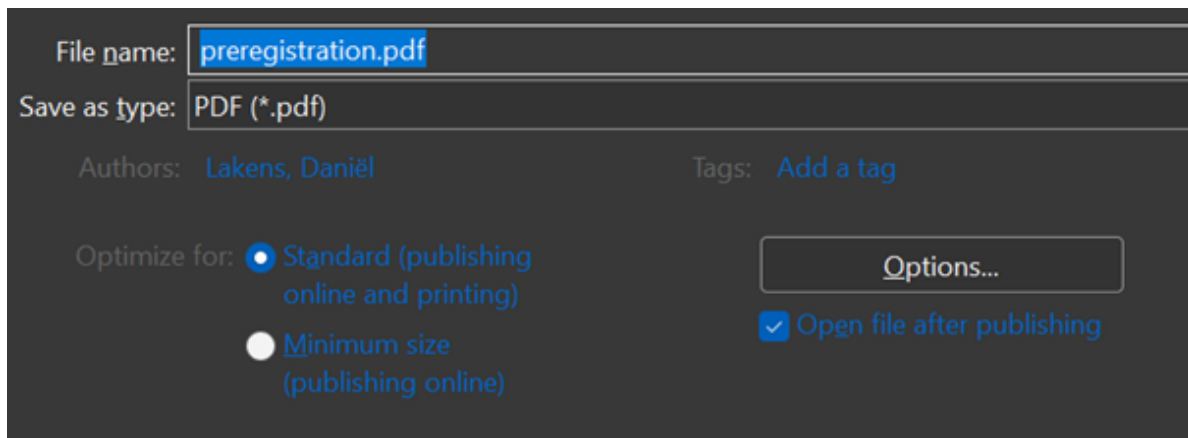 File name: preregistration.pdf
Save as type: PDF (*.pdf)
Authors: Lakens, Daniël Tags: Add a tag
Optimize for: Standard (publishing
online and printing)
Options...
Minimum size
(publishing online)
Open file after publishing